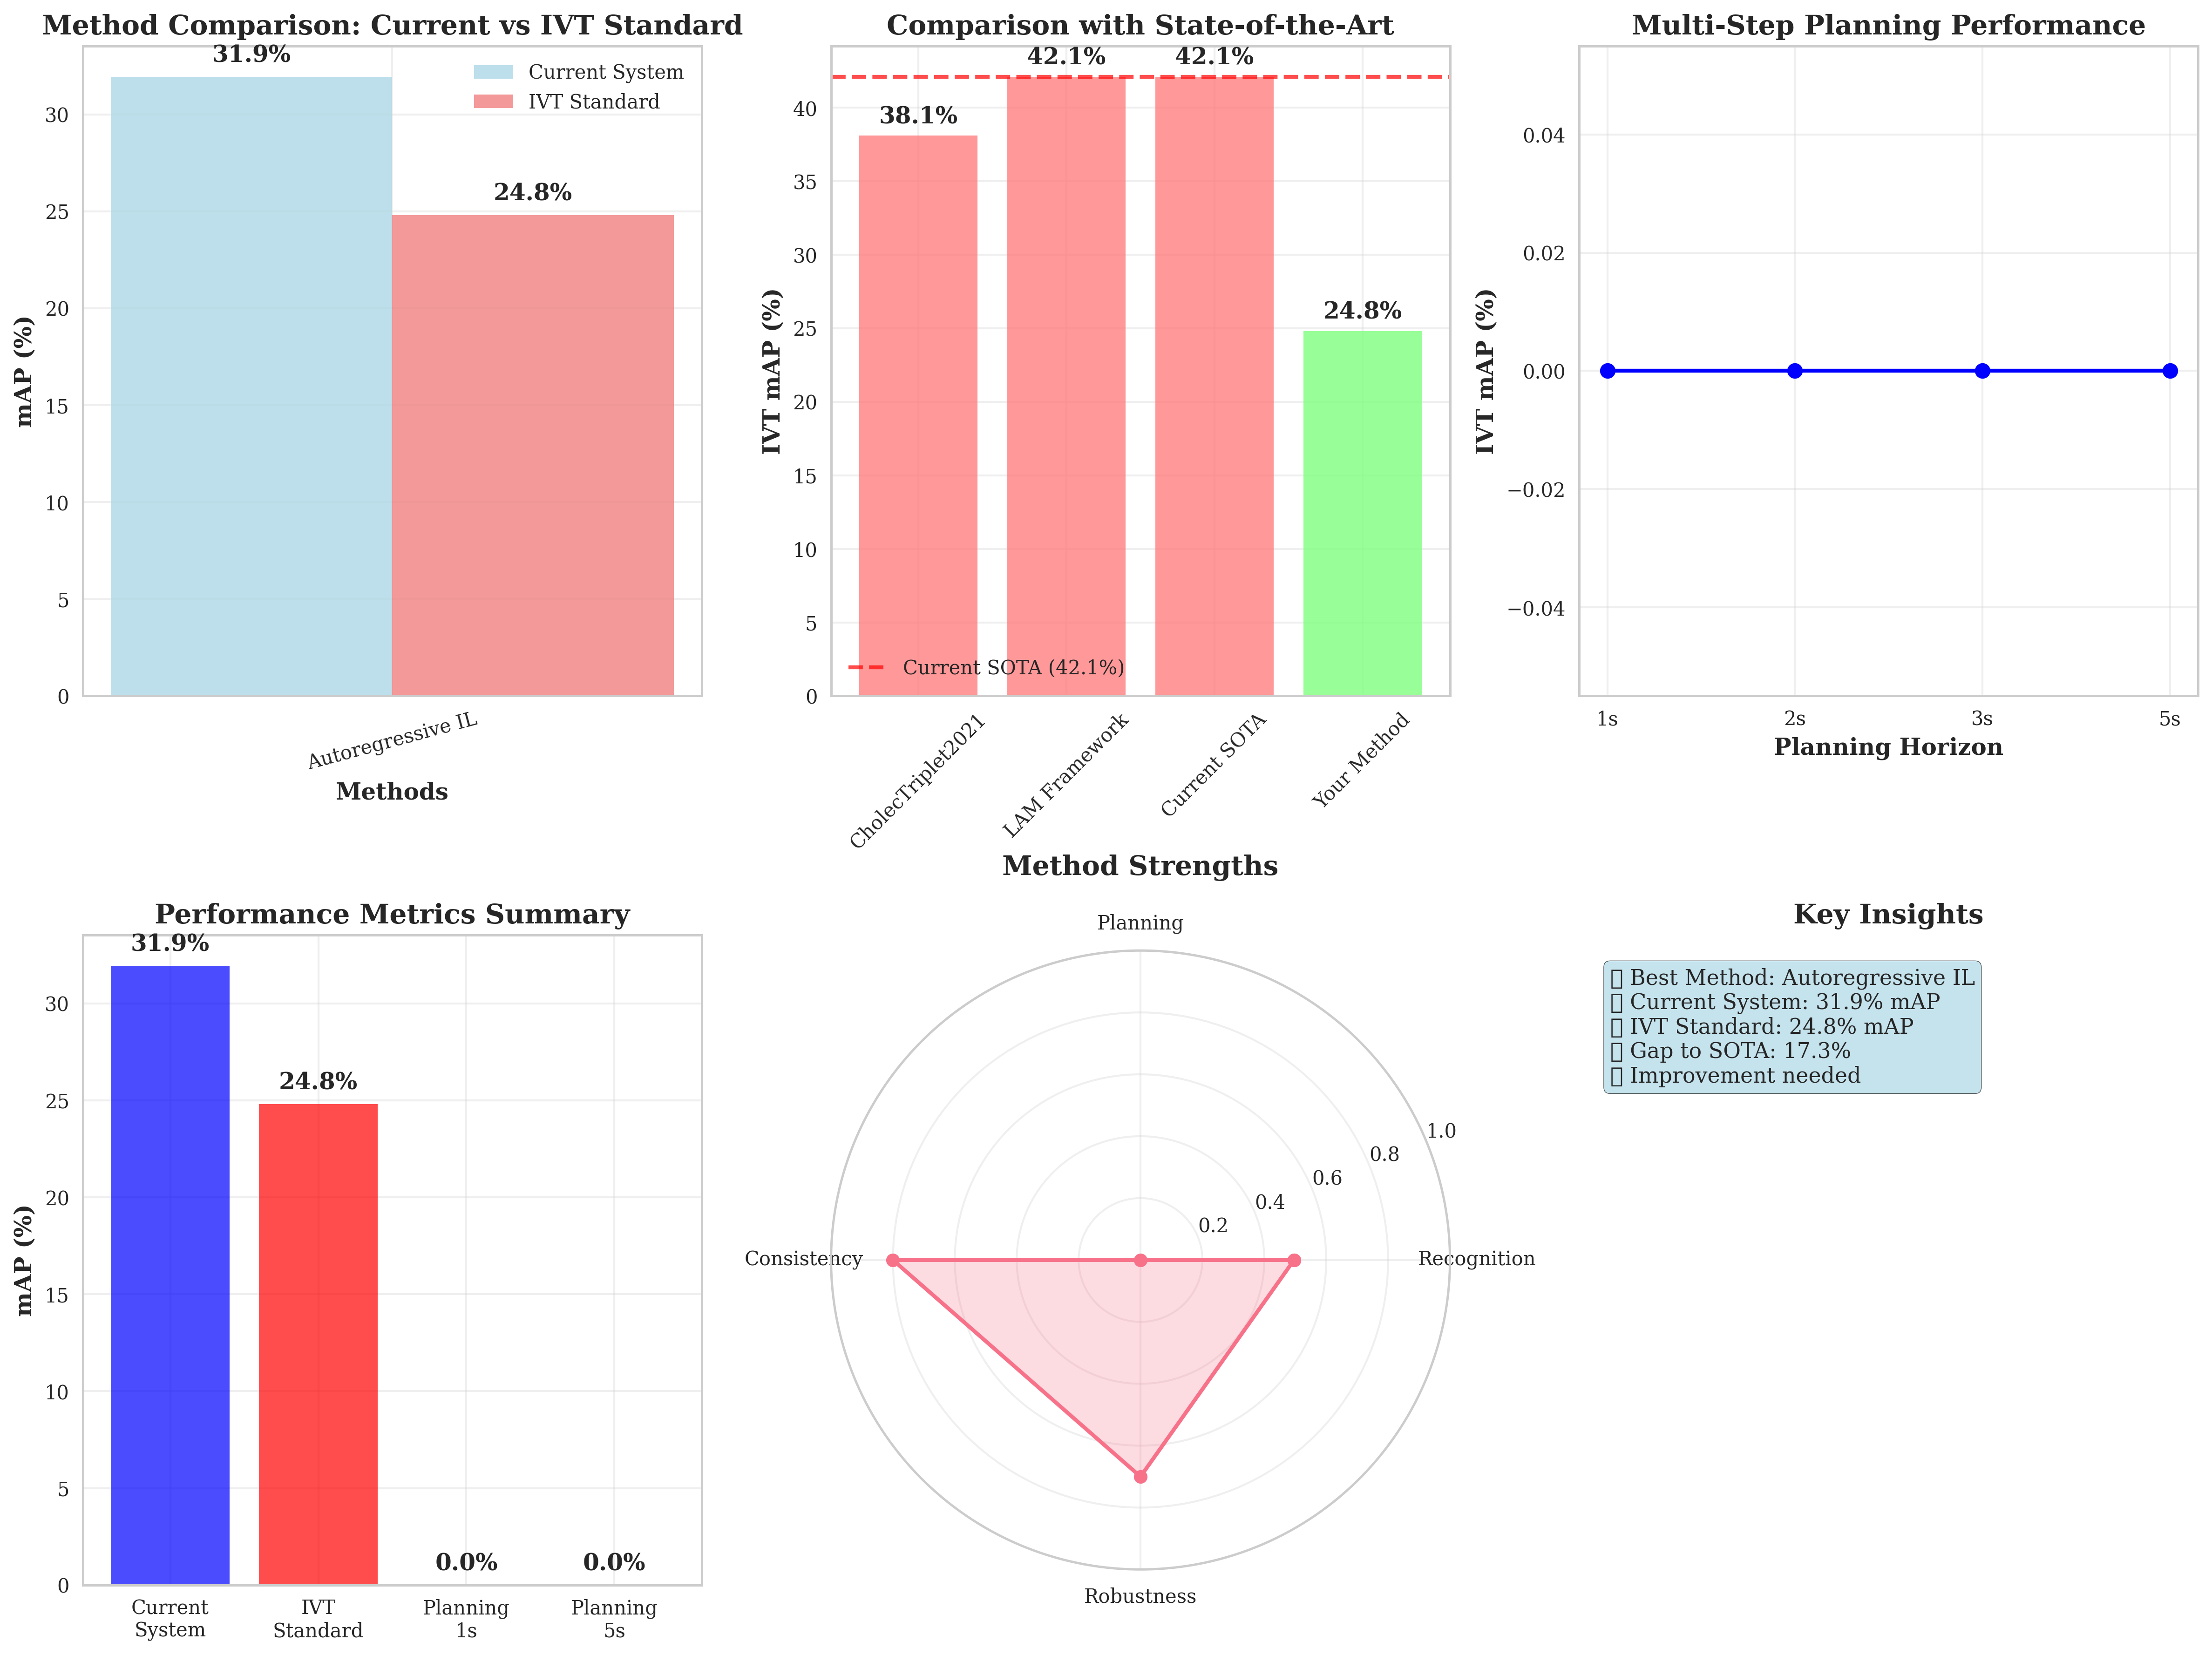 Method Comparison: Current vs IVT Standard
31.9%
24.8%
Current System
IVT Standard
30
25
20
15
10
5
0
mAP (%)
Autoregressive IL
Methods
Comparison with State-of-the-Art
38.1%
42.1%
42.1%
24.8%
40
35
30
25
20
15
10
5
0
IVT mAP (%)
Current SOTA (42.1%)
CholecTriplet2021
LAM Framework
Current SOTA
Your Method
Multi-Step Planning Performance
0.04
0.02
0.00
−0.02
−0.04
IVT mAP (%)
1s
2s
3s
5s
Planning Horizon
Performance Metrics Summary
31.9%
24.8%
0.0%
0.0%
30
25
20
15
10
5
0
mAP (%)
Current
System
IVT
Standard
Planning
1s
Planning
5s
Method Strengths
Planning
Consistency
Recognition
Robustness
1.0
0.8
0.6
0.4
0.2
Key Insights
Best Method: Autoregressive IL
Current System: 31.9% mAP
IVT Standard: 24.8% mAP
Gap to SOTA: 17.3%
Improvement needed